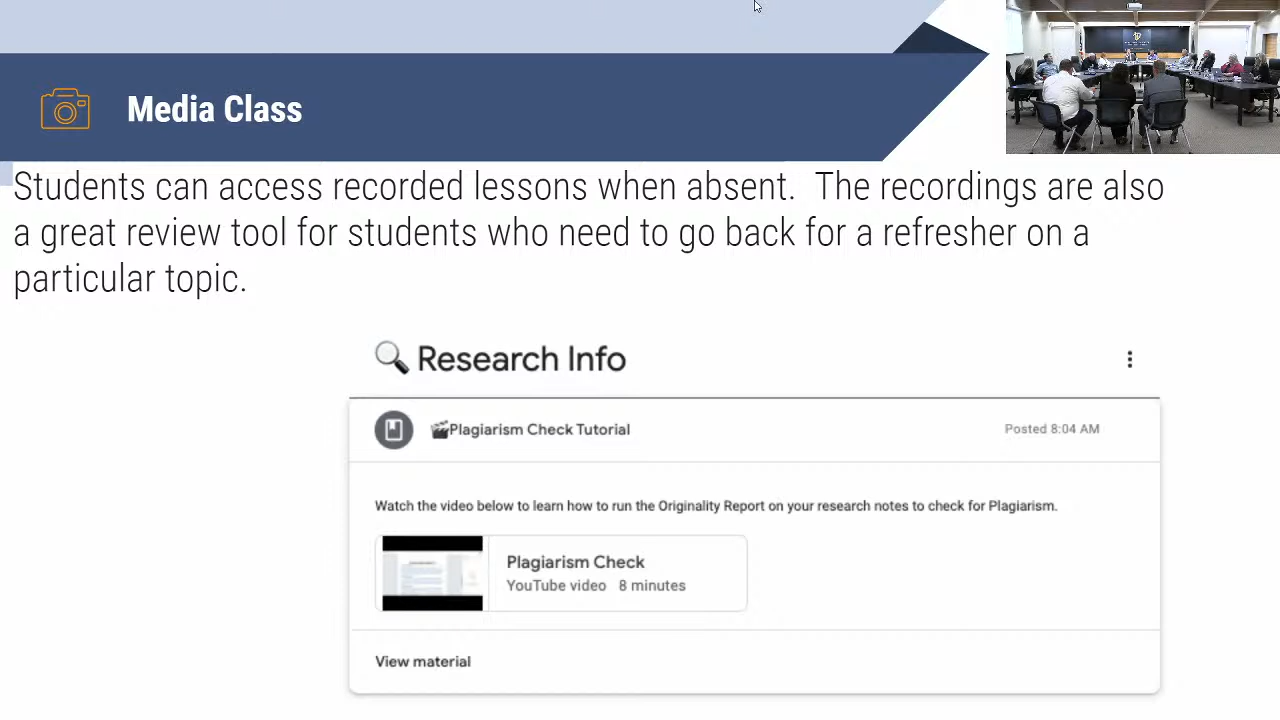 Media Class
Students can access recorded lessons when absent.  The recordings are also
a great review tool for students who need to go back for a refresher on a
particular topic.
Research Info
Plagiarism Check Tutorial
Posted 8:04 AM
Watch the video below to learn how to run the Originality Report on your research notes to check for Plagiarism.
Plagiarism Check
YouTube video 8 minutes
View material